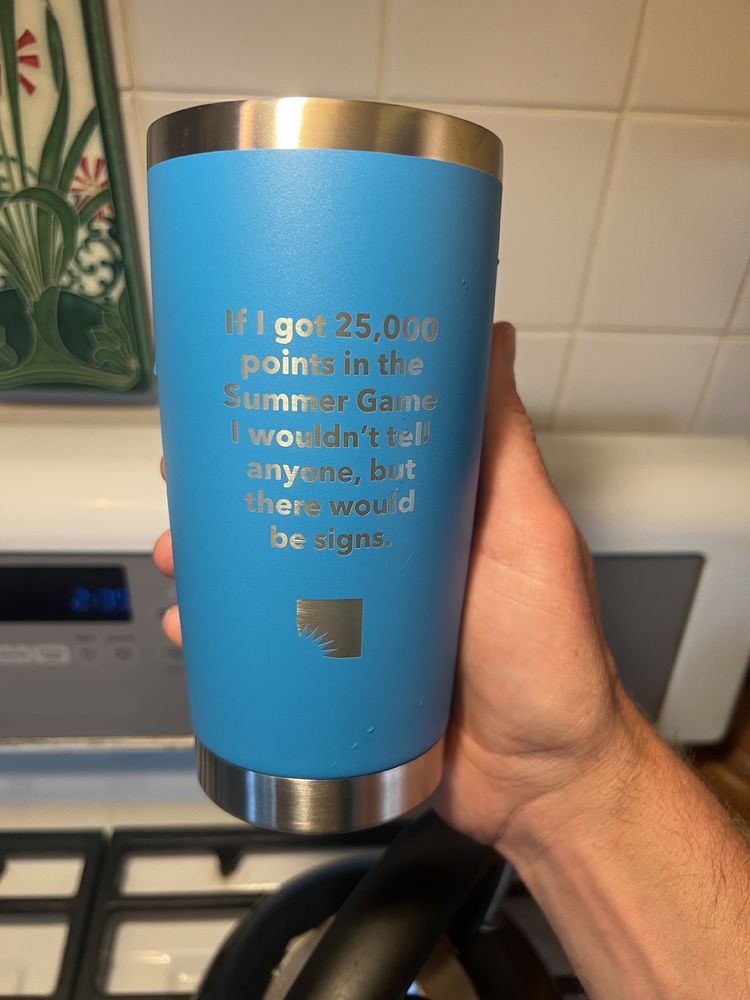 If I got 25,000
points in the
Summer Game
I wouldn't tell
anyone, but
there would
be signs.